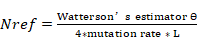 Nref = Watterson’s estimator θ
4*mutation rate * L